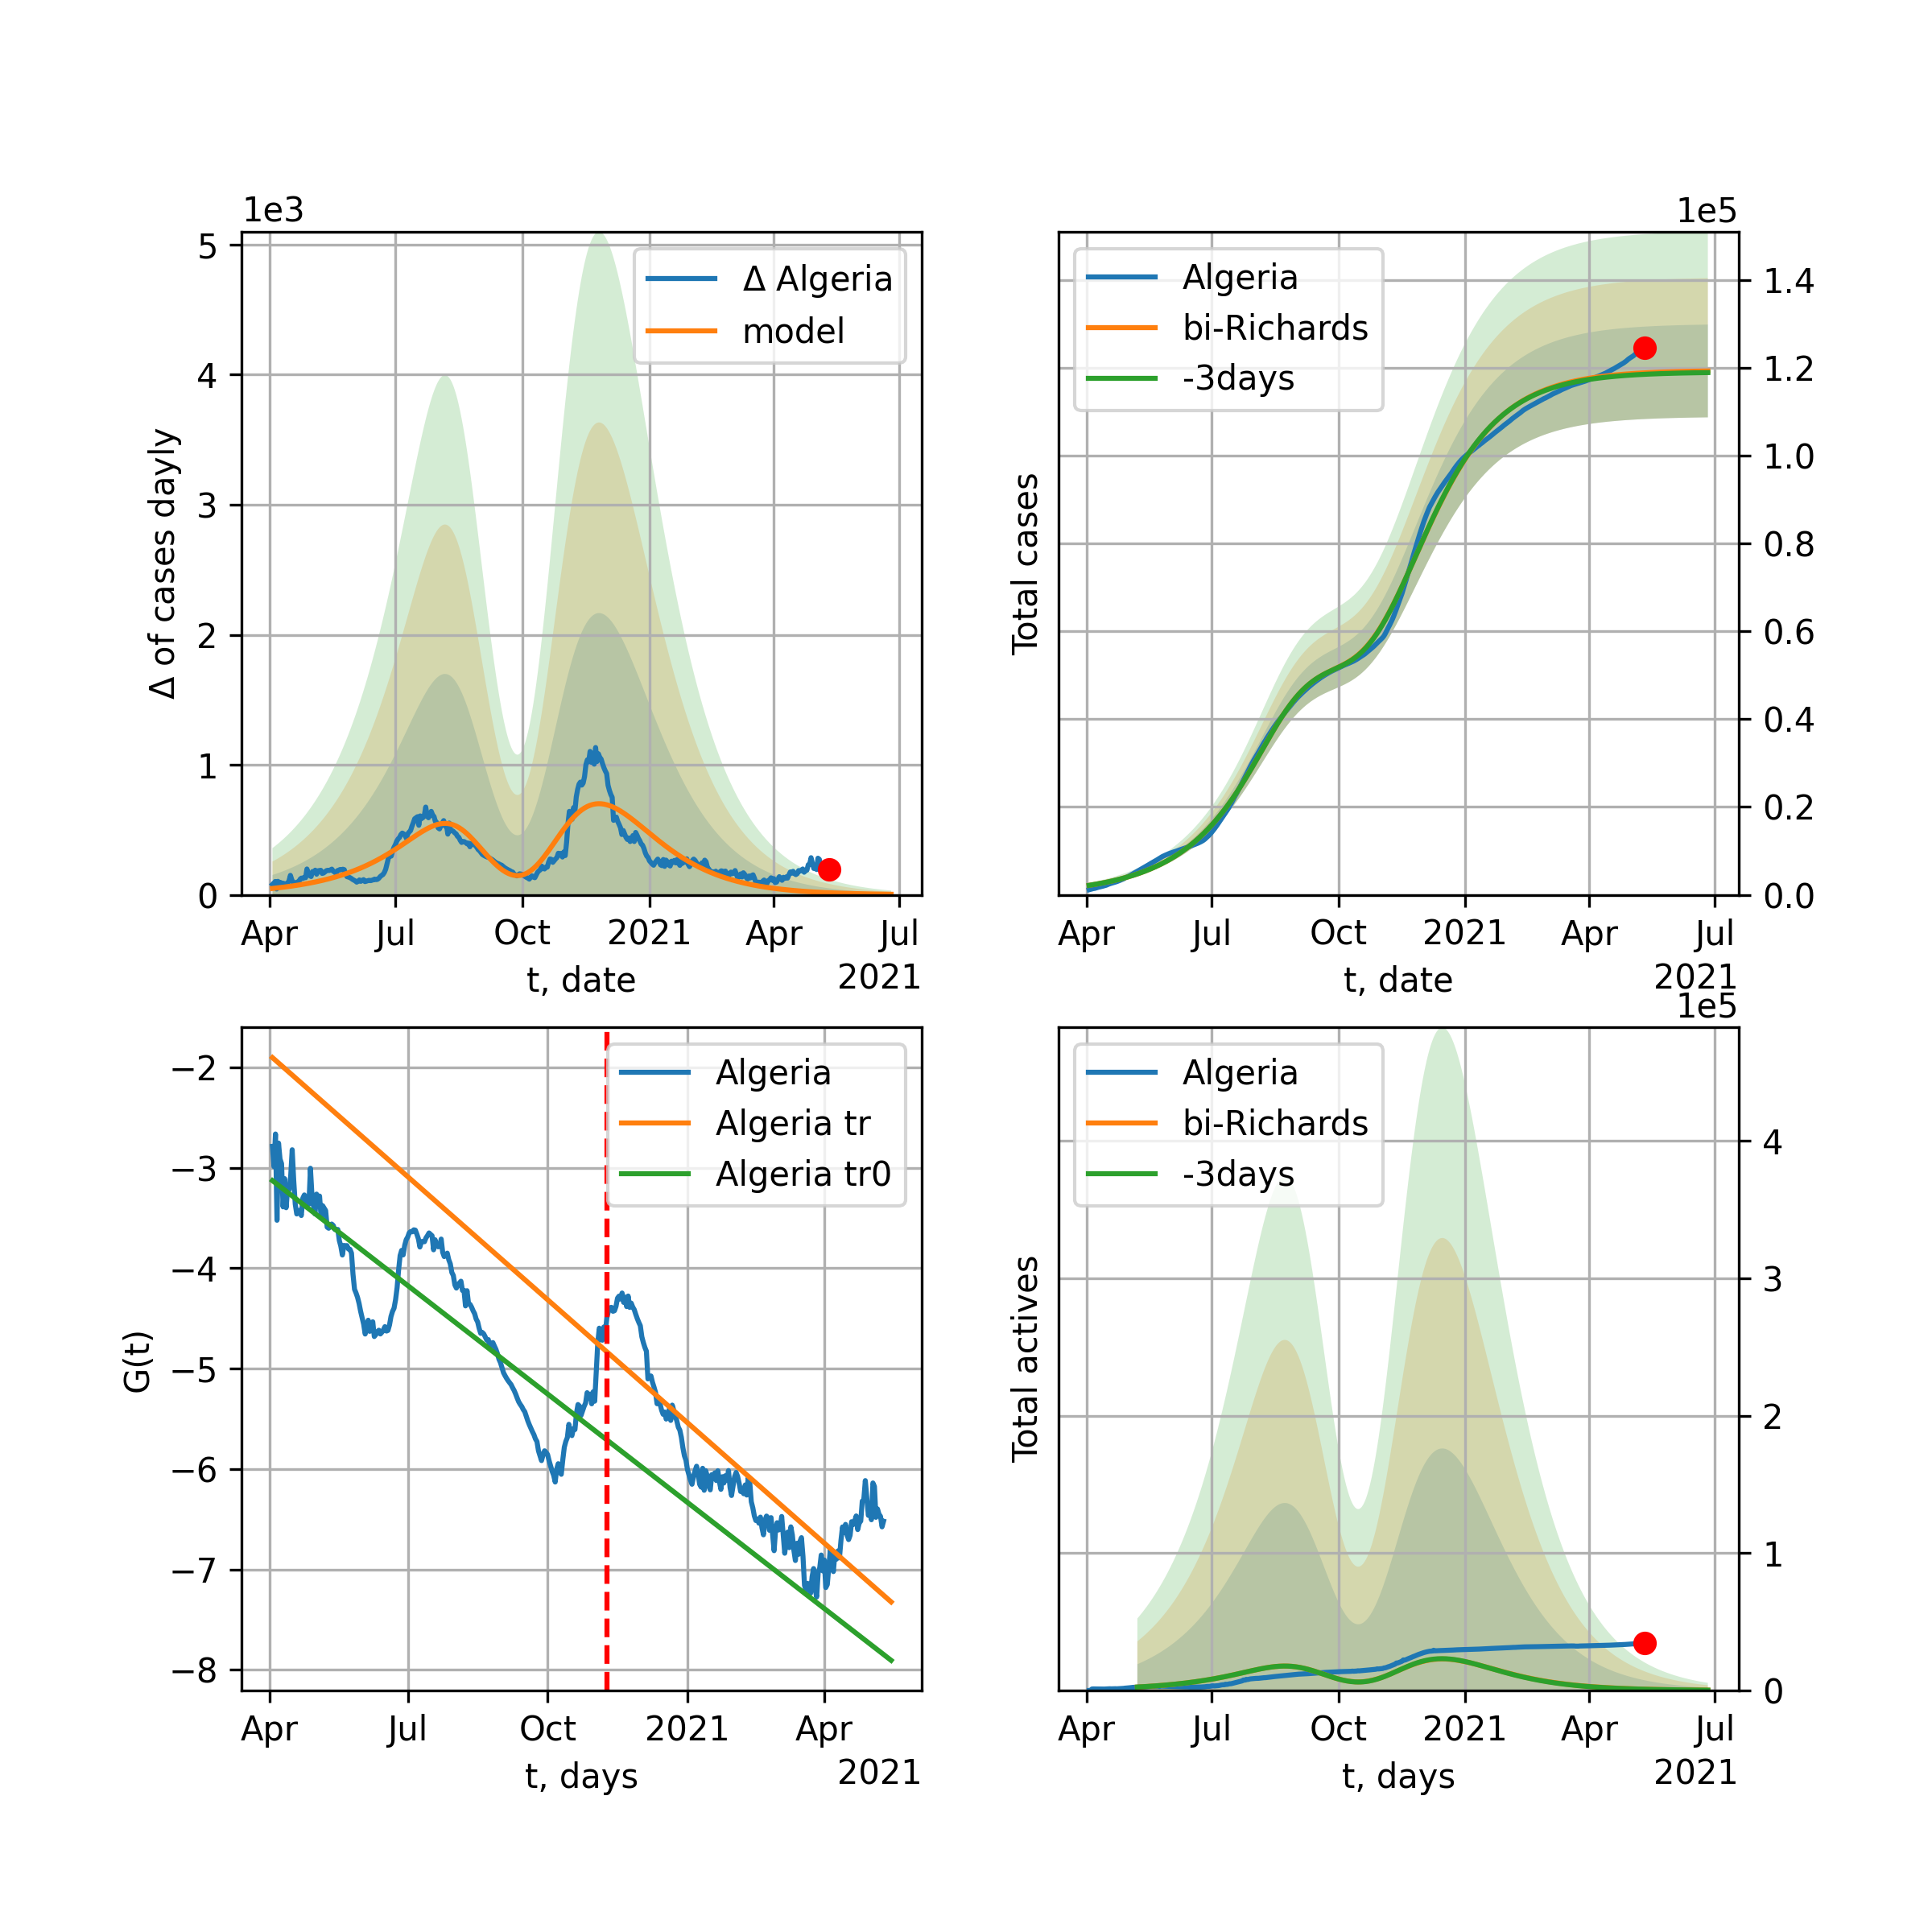 1e3
5
4
3
2
1
0
Δ of cases dayly
Δ Algeria
model
Apr
Jul
Oct
2021
Apr
Jul
t, date
2021
1e5
Total cases
Algeria
bi-Richards
-3days
1.4
1.2
1.0
0.8
0.6
0.4
0.2
0.0
Apr
Jul
Oct
2021
Apr
Jul
t, date
2021
−2
−3
−4
−5
−6
−7
−8
G(t)
Algeria
Algeria tr
Algeria tr0
Apr
Jul
Oct
2021
Apr
t, days
2021
1e5
Total actives
Algeria
bi-Richards
-3days
4
3
2
1
0
Apr
Jul
Oct
2021
Apr
Jul
t, days
2021